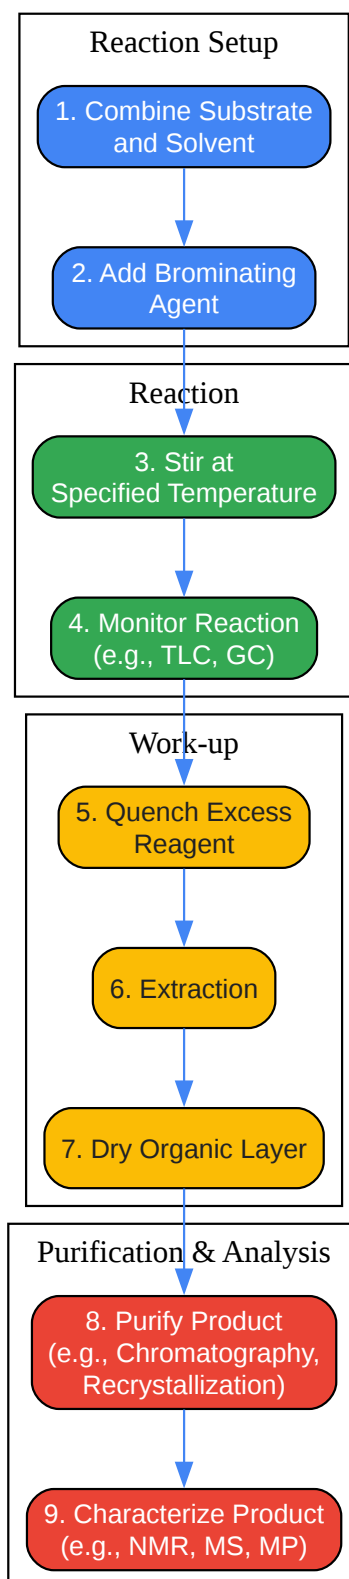 Reaction Setup
1. Combine Substrate
and Solvent
2. Add Brominating
Agent
Reaction
3. Stir at
Specified Temperature
4. Monitor Reaction
(e.g., TLC, GC)
Work-up
5. Quench Excess
Reagent
6. Extraction
7. Dry Organic Layer
Purification & Analysis
8. Purify Product
(e.g., Chromatography,
Recrystallization)
9. Characterize Product
(e.g., NMR, MS, MP)